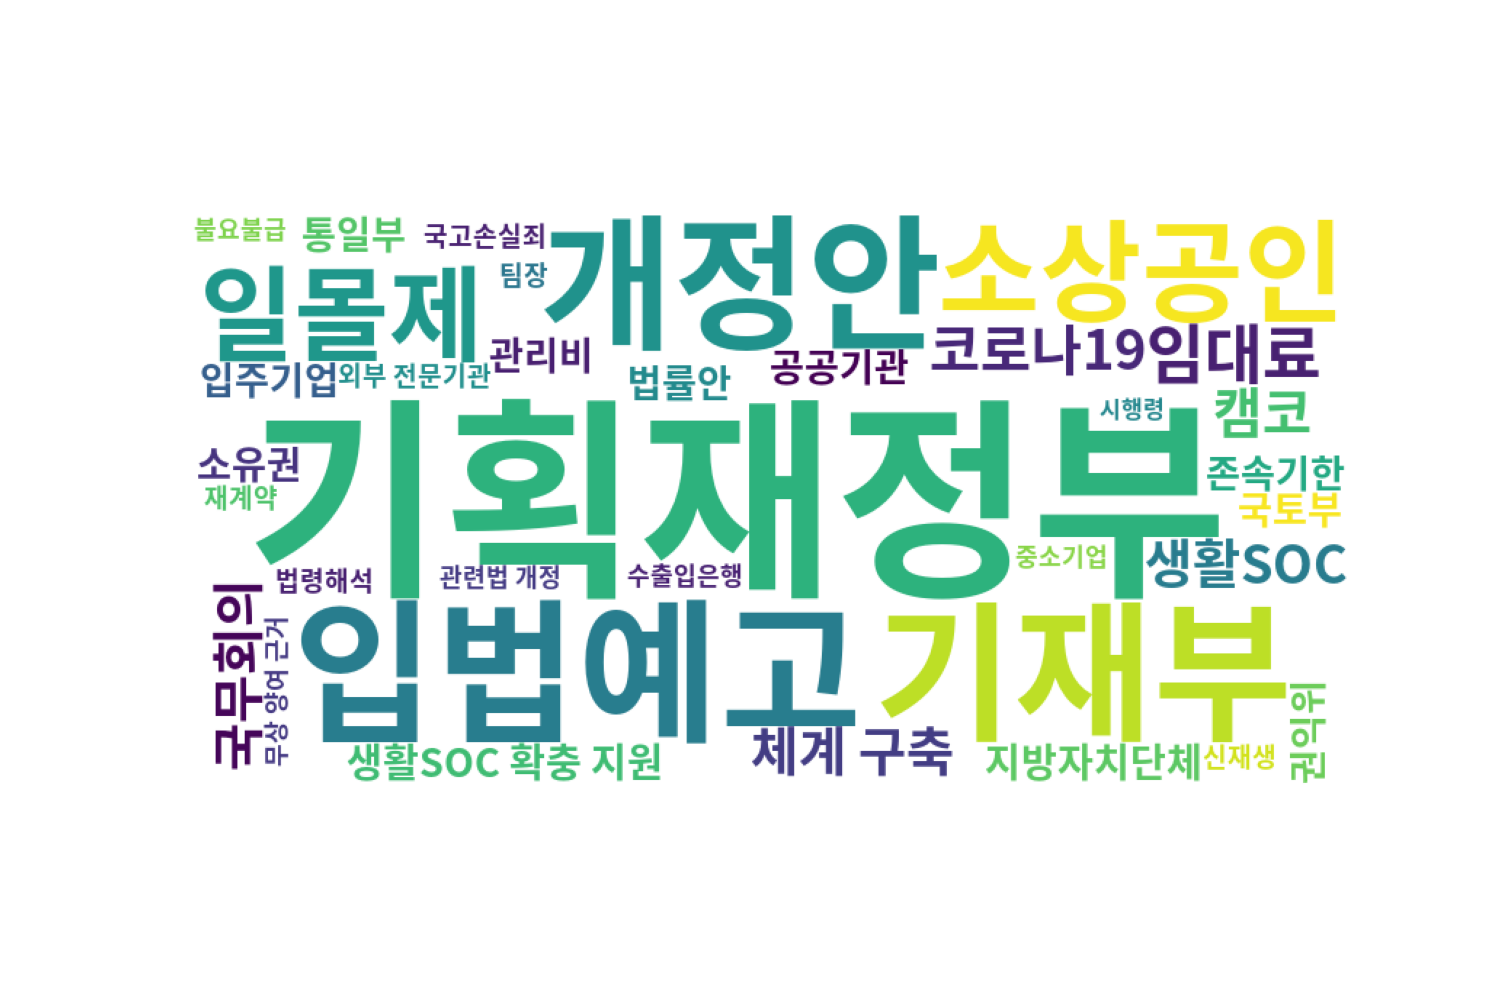 불요불급
통일부
국고손실죄
개정안
소상공인
일몰제
팀장
관리비
코로나19
임대료
입주기업
외부 전문기관
법률안
공공기관
캠코
시행령
기획재정부
소유권
재계약
존속기한
국토부
중소기업
생활SOC
법령해석
관련법 개정
수출입은행
국무회의
무상 양여 근거
입법예고
기재부
권익위
생활SOC 확충 지원
체계 구축
지방자치단체
신재생